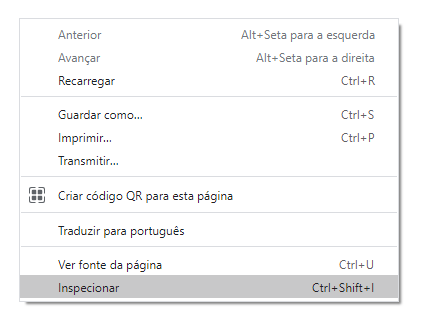 Anterior Alt+Seta para a esquerda
Avançar Alt+Seta para a direita
Recarregar Ctrl+R
Guardar como... Ctrl+S
Imprimir... Ctrl+P
Transmitir...
Criar código QR para esta página
Traduzir para português
Ver fonte da página Ctrl+U
Inspecionar Ctrl+Shift+I